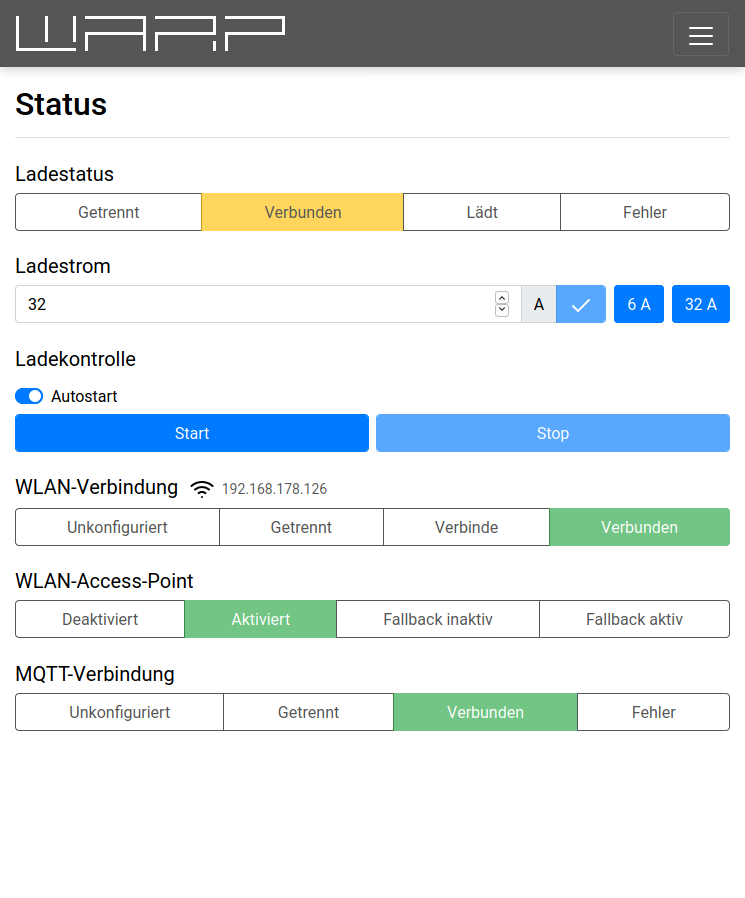 WARP
Status
Ladestatus
Getrennt Verbunden Lädt Fehler
Ladestrom
32 A 6 A 32 A
Ladekontrolle
Autostart
Start Stop
WLAN-Verbindung 192.168.178.126
Unkonfiguriert Getrennt Verbinde Verbunden
WLAN-Access-Point
Deaktiviert Aktiviert Fallback inaktiv Fallback aktiv
MQTT-Verbindung
Unkonfiguriert Getrennt Verbunden Fehler